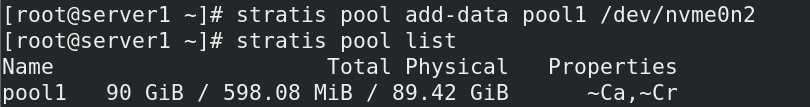 [root@server1 ~]# stratis pool add-data pool1 /dev/nvme0n2
[root@server1 ~]# stratis pool list
Name                     Total Physical   Properties
pool1   90 GiB / 598.08 MiB / 89.42 GiB      ~Ca,~Cr